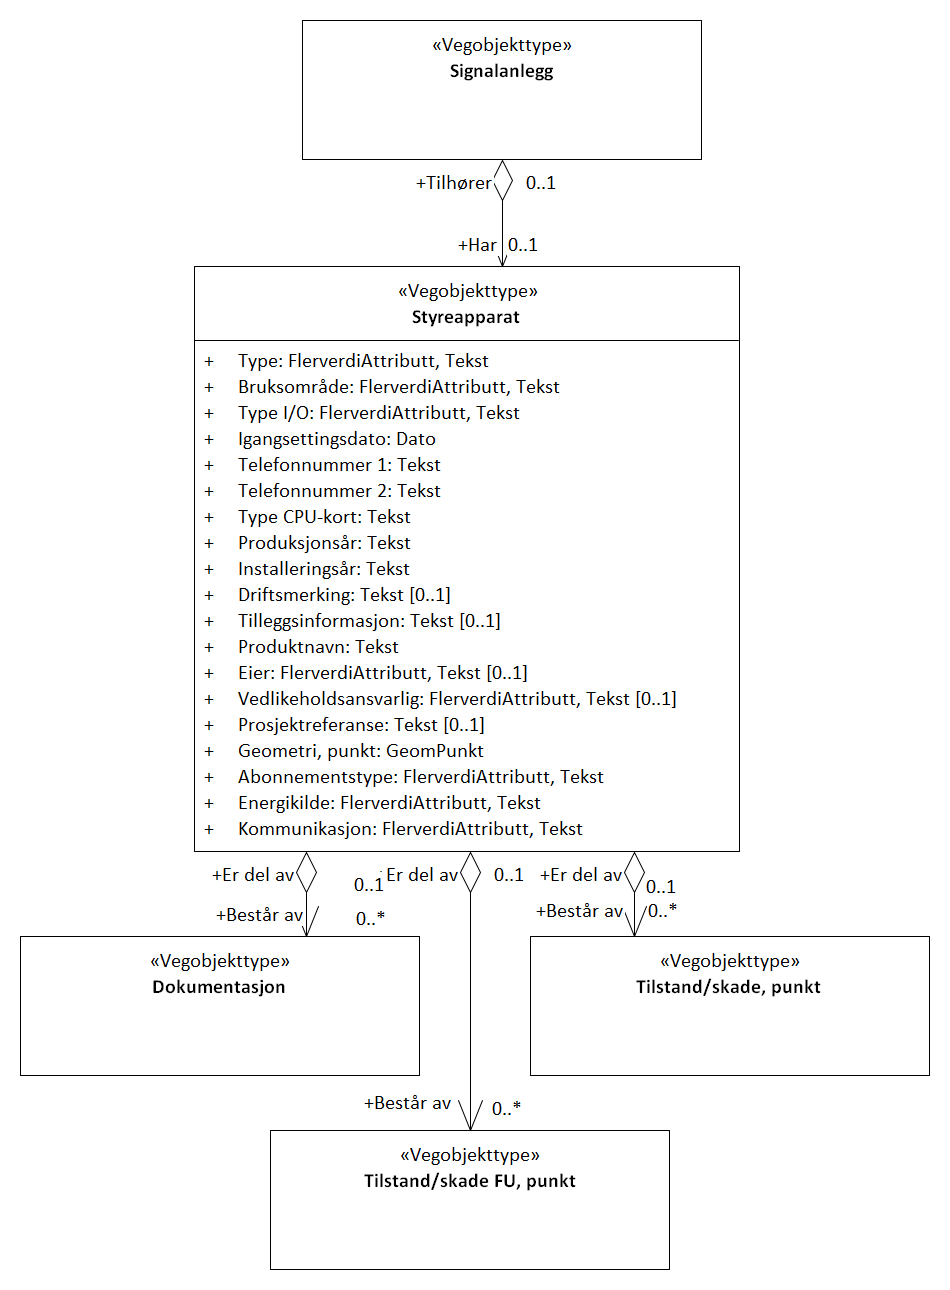 «Vegobjekttype»
Signalanlegg
+Tilhører 0..1
+Har 0..1
«Vegobjekttype»
Styreapparat
+ Type: FlerverdiAttributt, Tekst
+ Bruksområde: FlerverdiAttributt, Tekst
+ Type I/O: FlerverdiAttributt, Tekst
+ Igangsettingsdato: Dato
+ Telefonnummer 1: Tekst
+ Telefonnummer 2: Tekst
+ Type CPU-kort: Tekst
+ Produksjonsår: Tekst
+ Installeringsår: Tekst
+ Driftsmerking: Tekst [0..1]
+ Tilleggsinformasjon: Tekst [0..1]
+ Produktnavn: Tekst
+ Eier: FlerverdiAttributt, Tekst [0..1]
+ Vedlikeholdsansvarlig: FlerverdiAttributt, Tekst [0..1]
+ Prosjektreferanse: Tekst [0..1]
+ Geometri, punkt: GeomPunkt
+ Abonnementstype: FlerverdiAttributt, Tekst
+ Energikilde: FlerverdiAttributt, Tekst
+ Kommunikasjon: FlerverdiAttributt, Tekst
+Er del av 0..1 Er del av 0..1 +Er del av 0..1
+Består av 0..* +Består av 0..*
«Vegobjekttype»
Dokumentasjon
«Vegobjekttype»
Tilstand/skade, punkt
+Består av 0..*
«Vegobjekttype»
Tilstand/skade FU, punkt